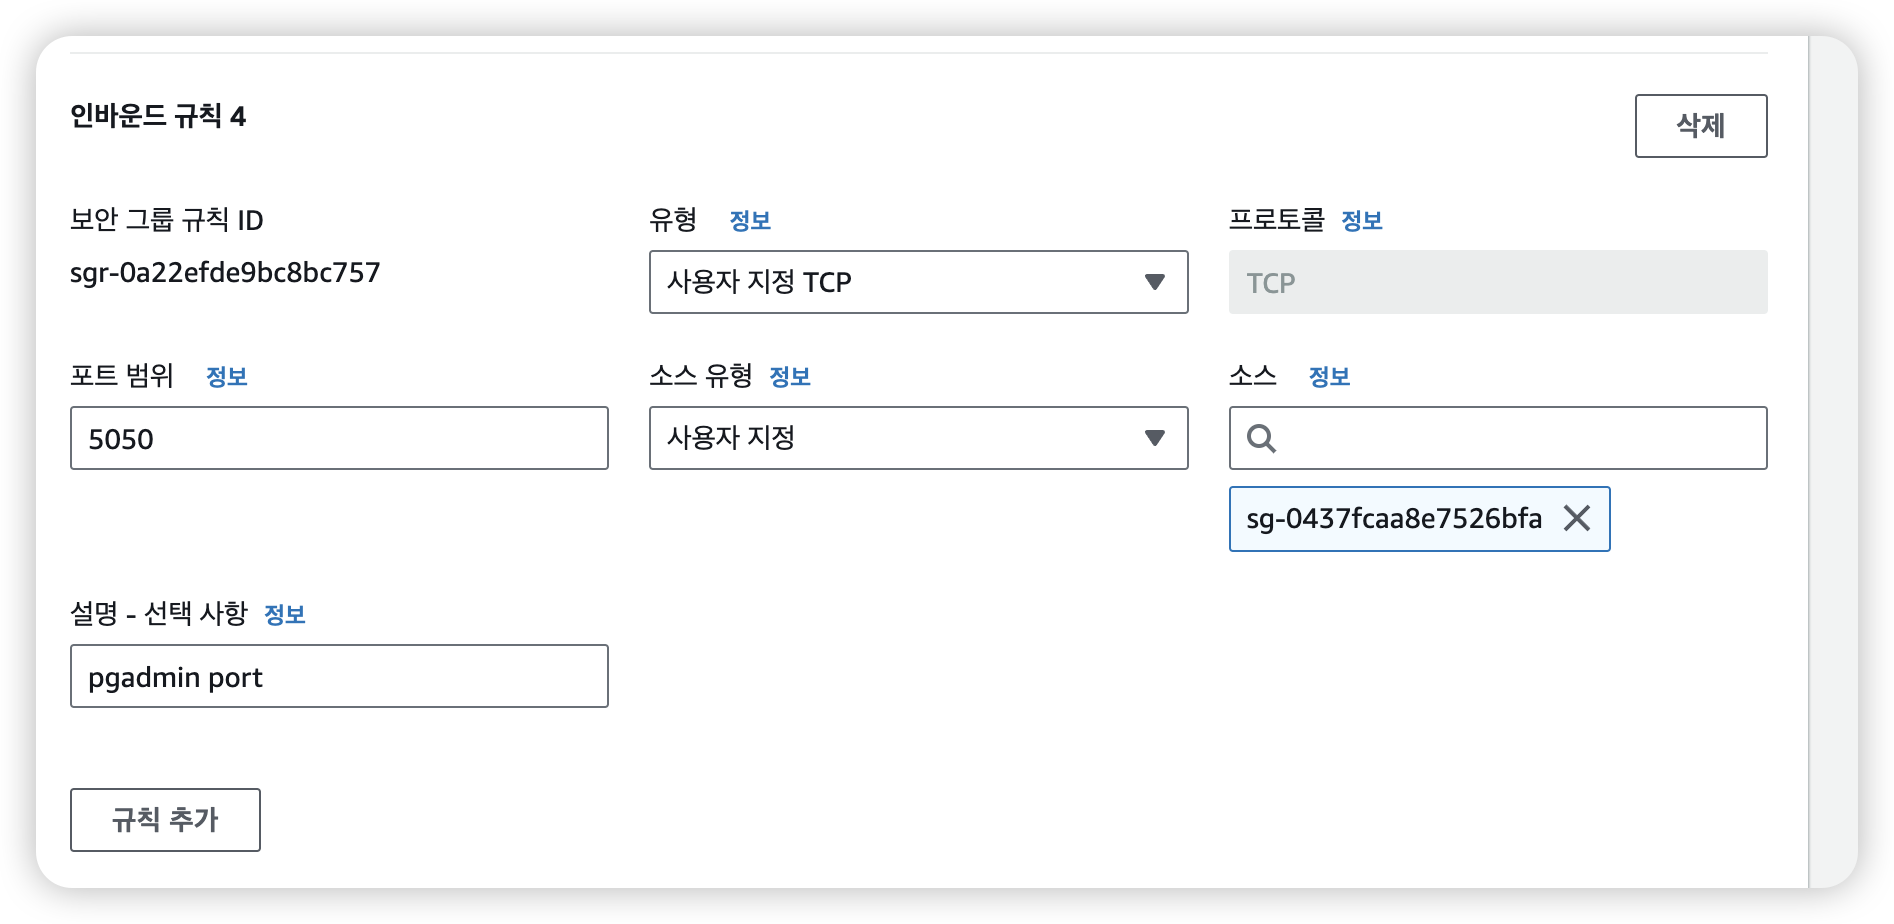 인바운드 규칙 4
삭제
보안 그룹 규칙 ID
sgr-0a22efde9bc8bc757
유형 정보
사용자 지정 TCP
프로토콜 정보
TCP
포트 범위 정보
5050
소스 유형 정보
사용자 지정
소스 정보
sg-0437fcaa8e7526bfa
설명 - 선택 사항 정보
pgadmin port
규칙 추가